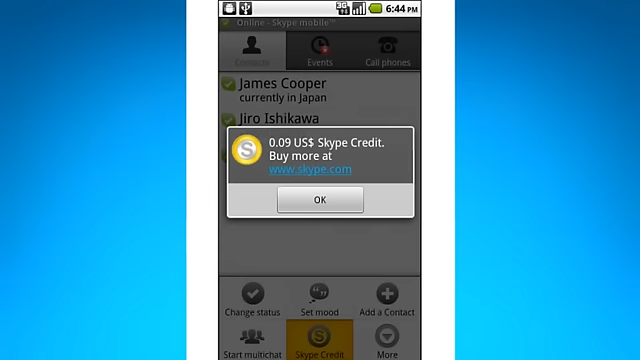 3G
6:44 PM
Online - Skype mobile™
Contacts
Events
Call phones
James Cooper
currently in Japan
Jiro Ishikawa
0.09 US$ Skype Credit.
Buy more at
www.skype.com
OK
Change status
Set mood
Add a Contact
Start multichat
Skype Credit
More